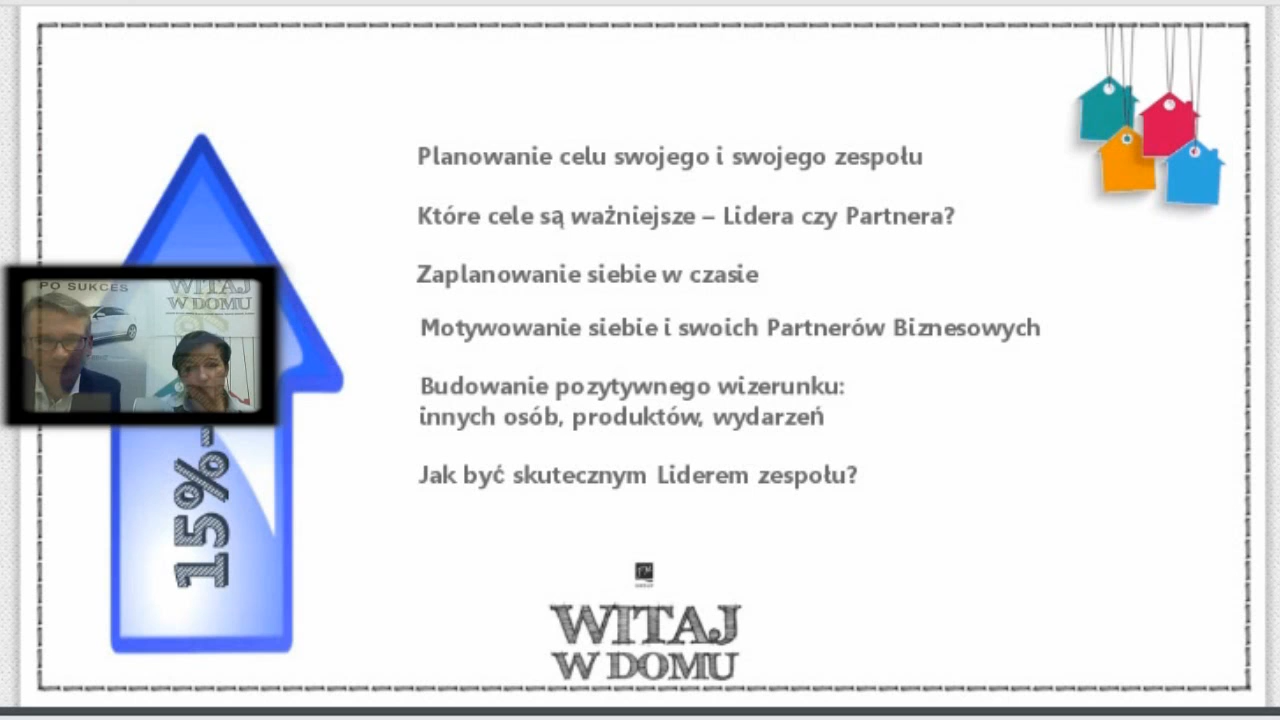 Planowanie celu swojego i swojego zespołu
Które cele są ważniejsze – Lidera czy Partnera?
Zaplanowanie siebie w czasie
Motywowanie siebie i swoich Partnerów Biznesowych
Budowanie pozytywnego wizerunku:
innych osób, produktów, wydarzeń
Jak być skutecznym Liderem zespołu?
PO SUKCES
WITAJ
W DOMU
15%-
WITAJ
W DOMU